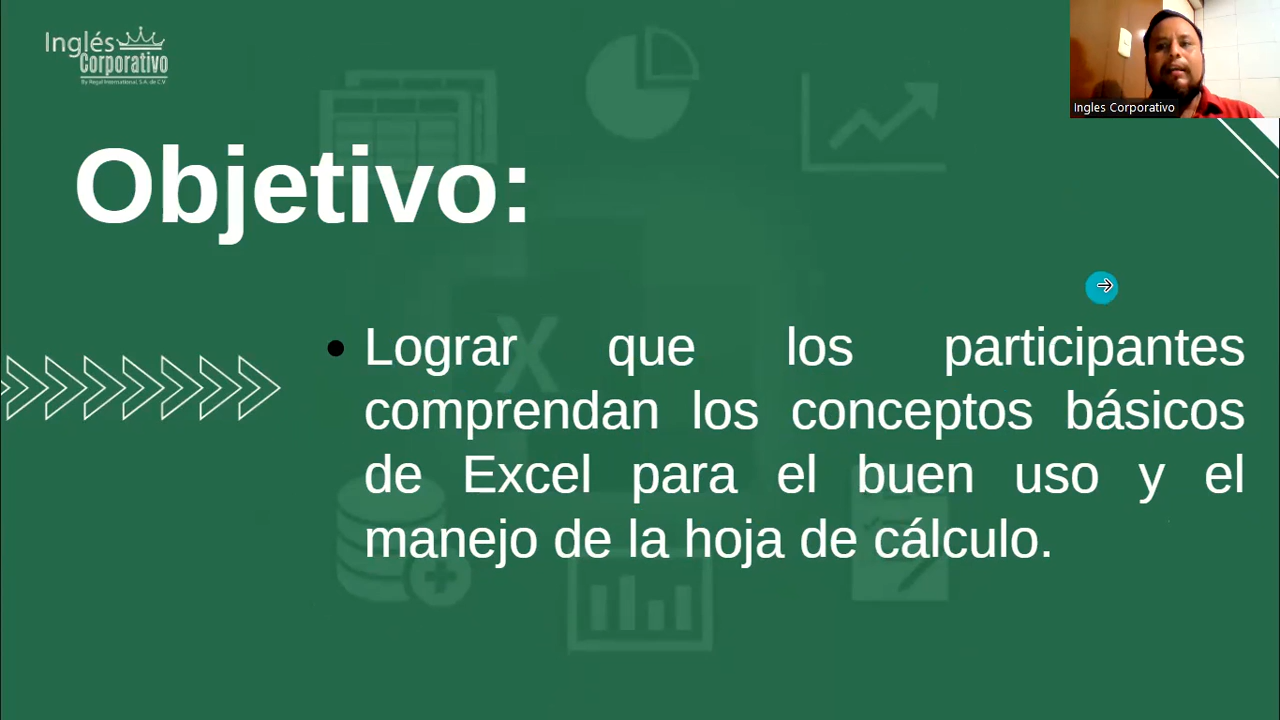 Inglés
Corporativo
By Regal International, S.A. de C.V.
Ingles Corporativo
Objetivo:
X
Lograr que los participantes
comprendan los conceptos básicos
de Excel para el buen uso y el
manejo de la hoja de cálculo.